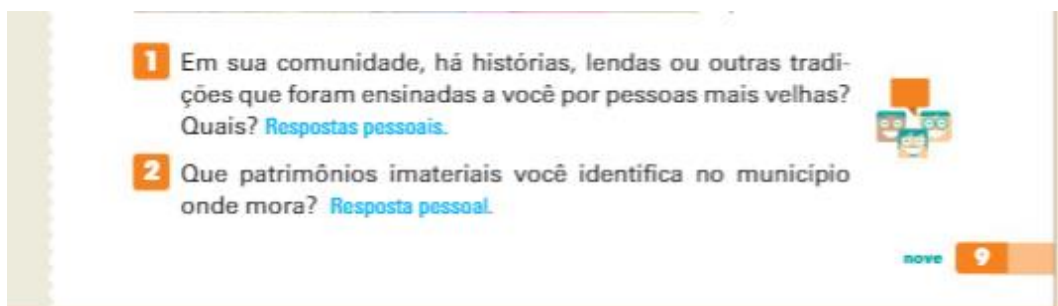 1 Em sua comunidade, há histórias, lendas ou outras tradi-
ções que foram ensinadas a você por pessoas mais velhas?
Quais? Respostas pessoais.
2 Que patrimônios imateriais você identifica no município
onde mora? Resposta pessoal.
nove 9